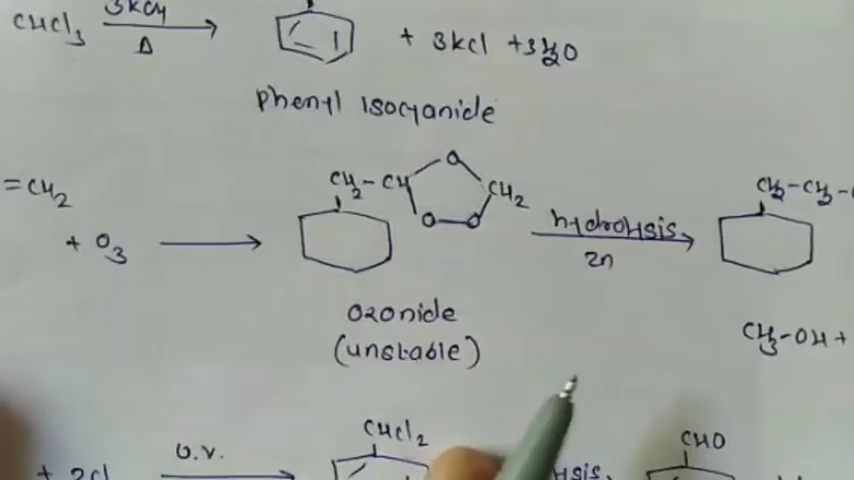 CHCl3 3KOH Δ + 3KCl + 3H2O
Phenyl Isocyanide
=CH2 + O3 CH2-CH O CH2 O O hydrolysis Zn CH2-CH2-
Ozonide
(unstable)
CH3-OH +
+ 2Cl U.V. CHCl2 CHO